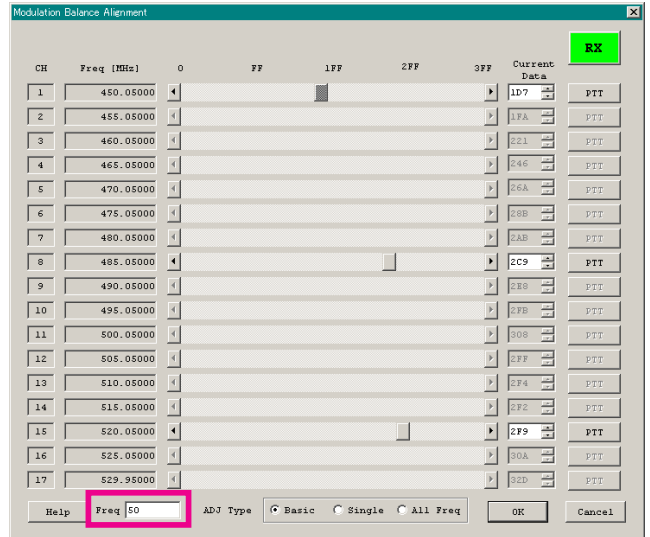 Modulation Balance Alignment
RX
CH Freq [MHz] 0 FF 1FF 2FF 3FF Current Data
1 450.05000 1D7 PTT
2 455.05000 1FA PTT
3 460.05000 221 PTT
4 465.05000 246 PTT
5 470.05000 26A PTT
6 475.05000 28B PTT
7 480.05000 2AB PTT
8 485.05000 2C9 PTT
9 490.05000 2E8 PTT
10 495.05000 2FB PTT
11 500.05000 308 PTT
12 505.05000 2FF PTT
13 510.05000 2F4 PTT
14 515.05000 2F2 PTT
15 520.05000 2F9 PTT
16 525.05000 30A PTT
17 529.95000 32D PTT
Help Freq 50 ADJ Type Basic Single All Freq OK Cancel